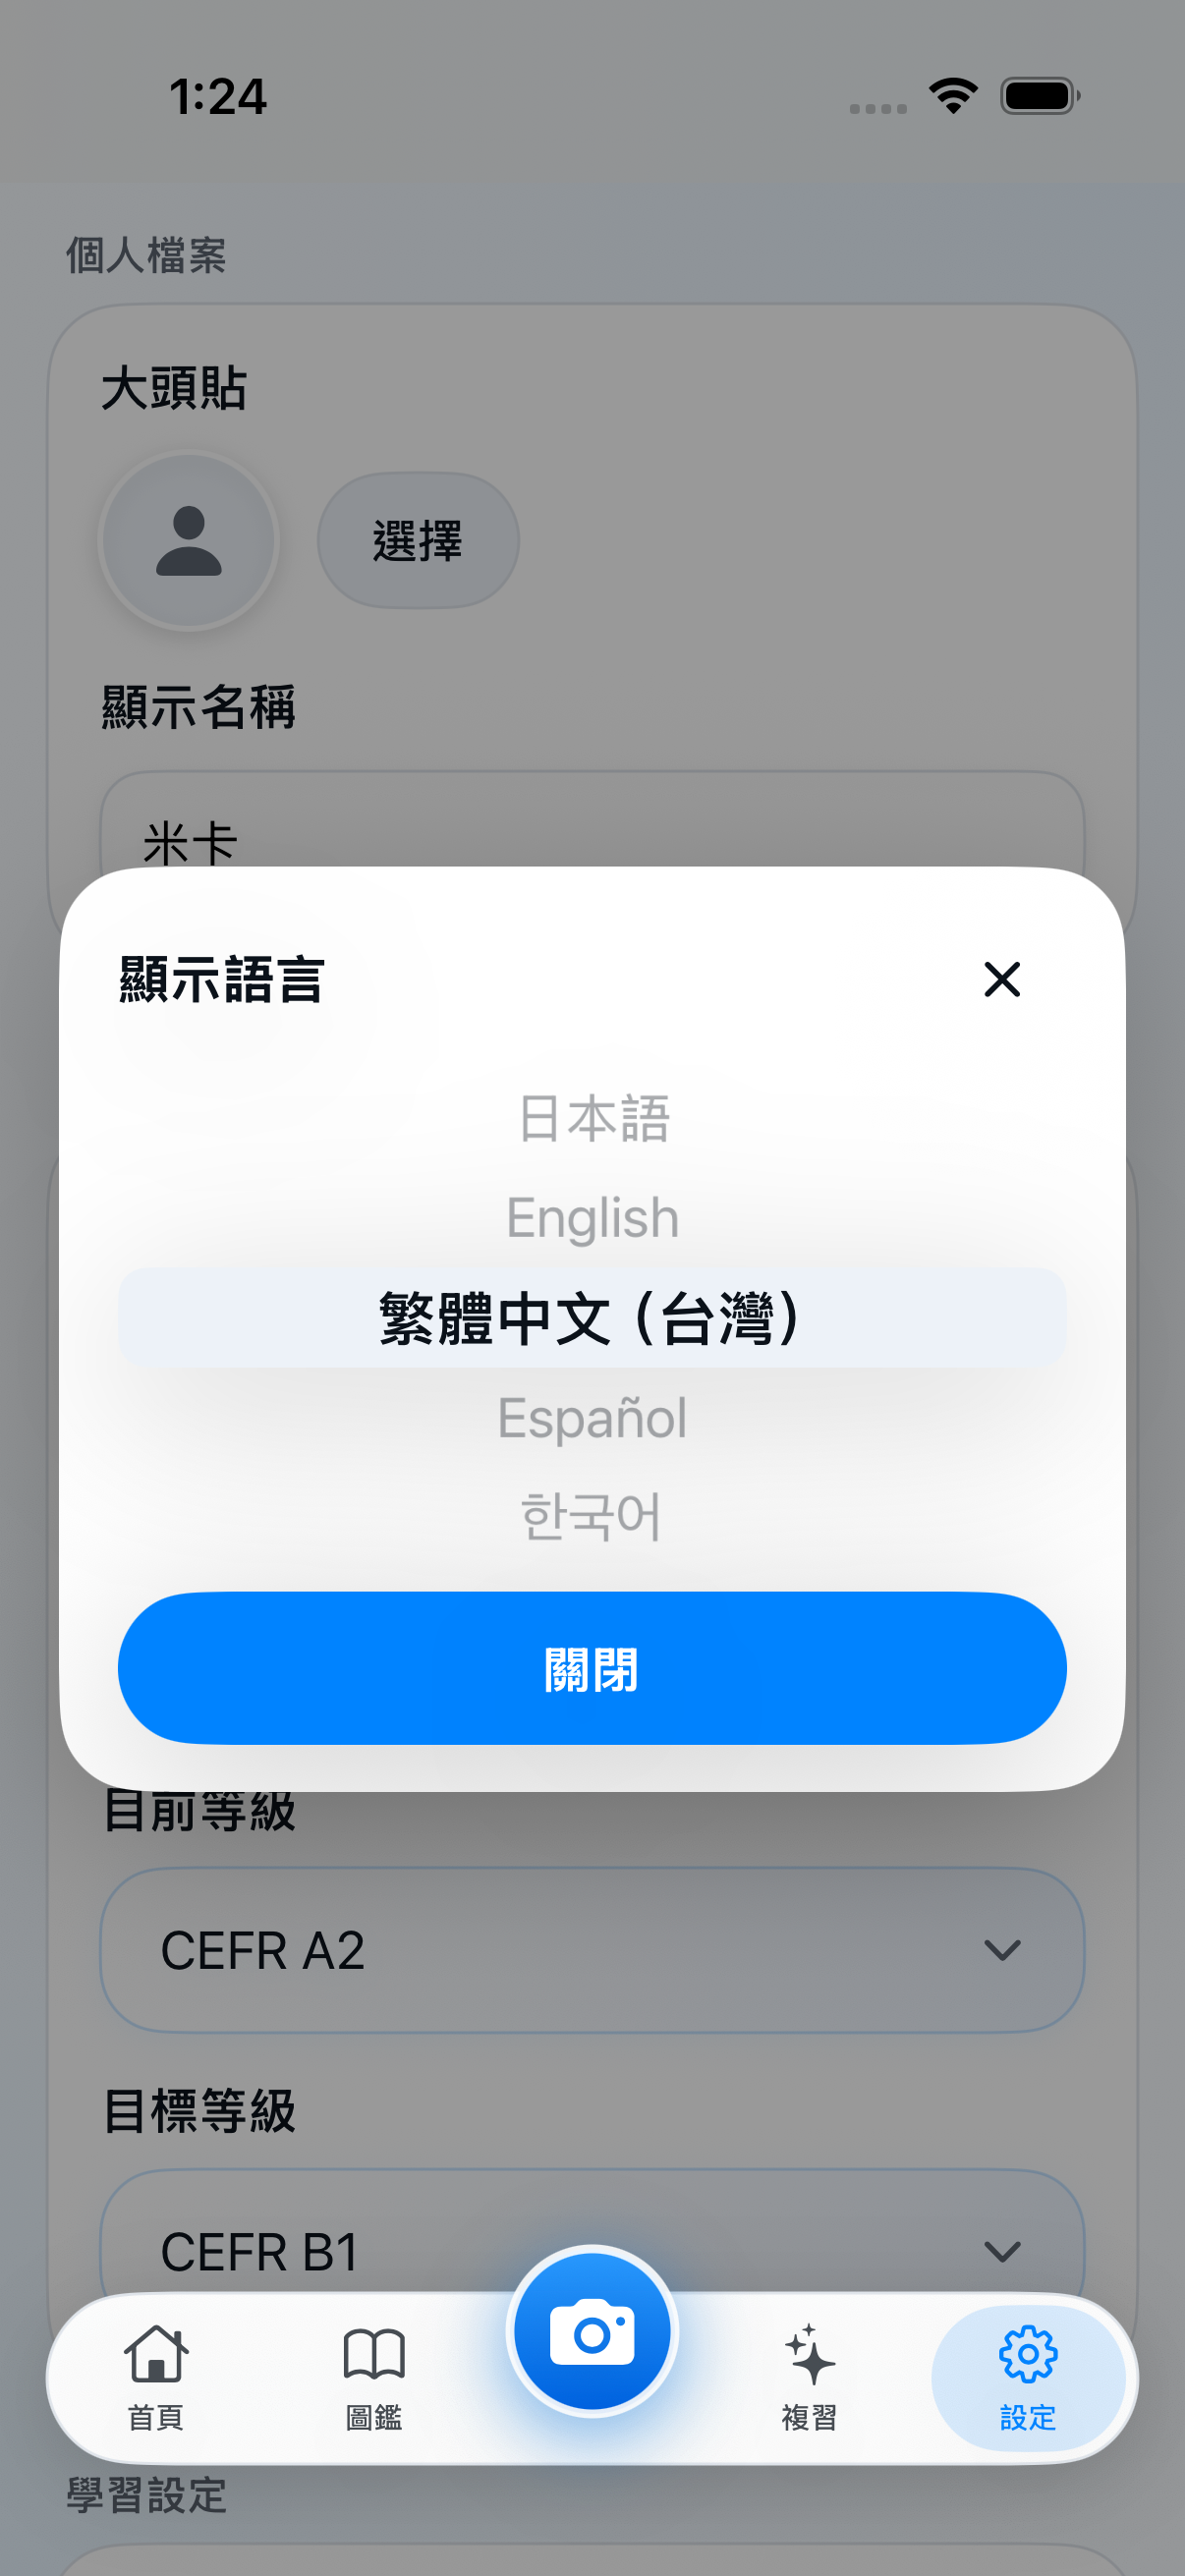 1:24
個人檔案
大頭貼
選擇
顯示名稱
米卡
顯示語言
日本語
English
繁體中文（台灣）
Español
한국어
關閉
目前等級
CEFR A2
目標等級
CEFR B1
首頁
圖鑑
複習
設定
學習設定